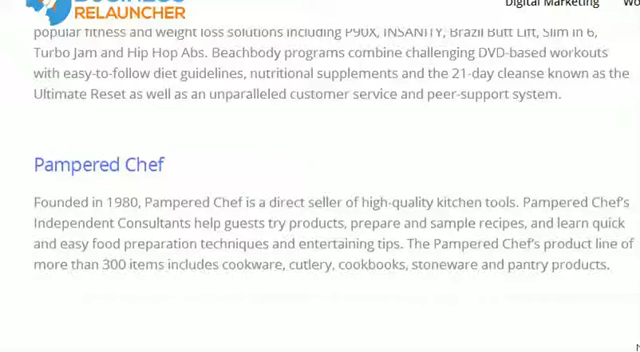 RELAUNCHER
Digital Marketing
popular fitness and weight loss solutions including P90X, INSANITY, Brazil Butt Lift, Slim in 6,
Turbo Jam and Hip Hop Abs. Beachbody programs combine challenging DVD-based workouts
with easy-to-follow diet guidelines, nutritional supplements and the 21-day cleanse known as the
Ultimate Reset as well as an unparalleled customer service and peer-support system.
Pampered Chef
Founded in 1980, Pampered Chef is a direct seller of high-quality kitchen tools. Pampered Chef's
Independent Consultants help guests try products, prepare and sample recipes, and learn quick
and easy food preparation techniques and entertaining tips. The Pampered Chef's product line of
more than 300 items includes cookware, cutlery, cookbooks, stoneware and pantry products.